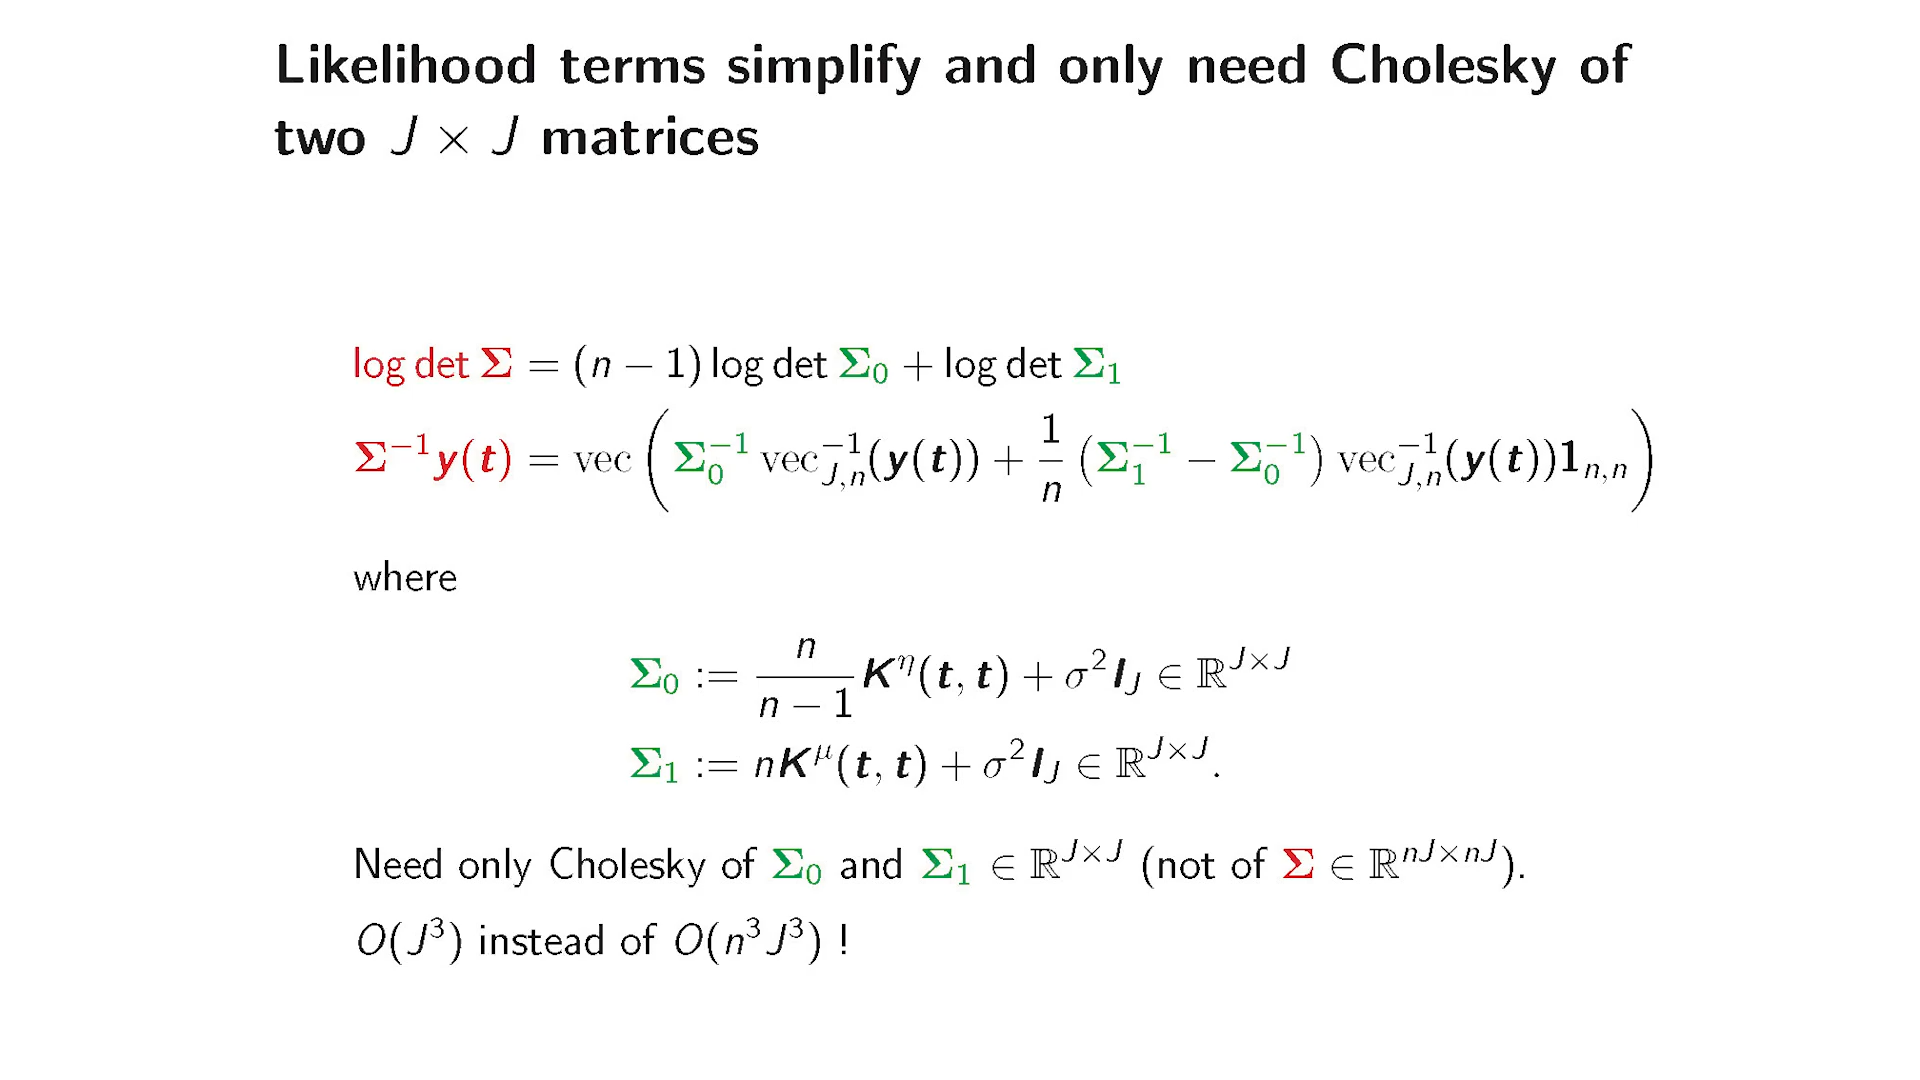 Likelihood terms simplify and only need Cholesky of
two J × J matrices
log det Σ = (n − 1) log det Σ₀ + log det Σ₁
Σ⁻¹y(t) = vec ( Σ₀⁻¹ vec⁻¹_{J,n}(y(t)) + 1/n (Σ₁⁻¹ − Σ₀⁻¹) vec⁻¹_{J,n}(y(t))1_{n,n} )
where
Σ₀ := n/(n − 1) K^η(t, t) + σ²I_J ∈ ℝ^{J×J}
Σ₁ := nK^μ(t, t) + σ²I_J ∈ ℝ^{J×J}.
Need only Cholesky of Σ₀ and Σ₁ ∈ ℝ^{J×J} (not of Σ ∈ ℝ^{nJ×nJ}).
O(J³) instead of O(n³J³) !